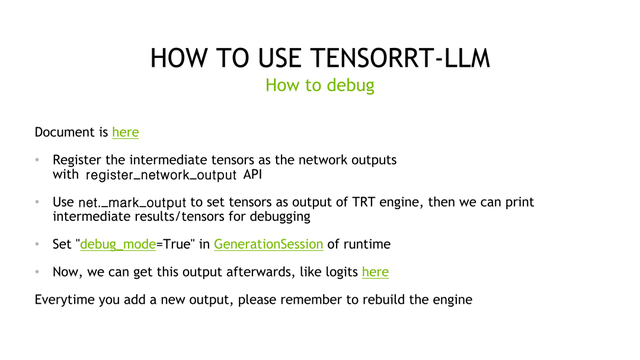 HOW TO USE TENSORRT-LLM
How to debug
Document is here
• Register the intermediate tensors as the network outputs
with register_network_output API
• Use net._mark_output to set tensors as output of TRT engine, then we can print
intermediate results/tensors for debugging
• Set "debug_mode=True" in GenerationSession of runtime
• Now, we can get this output afterwards, like logits here
Everytime you add a new output, please remember to rebuild the engine